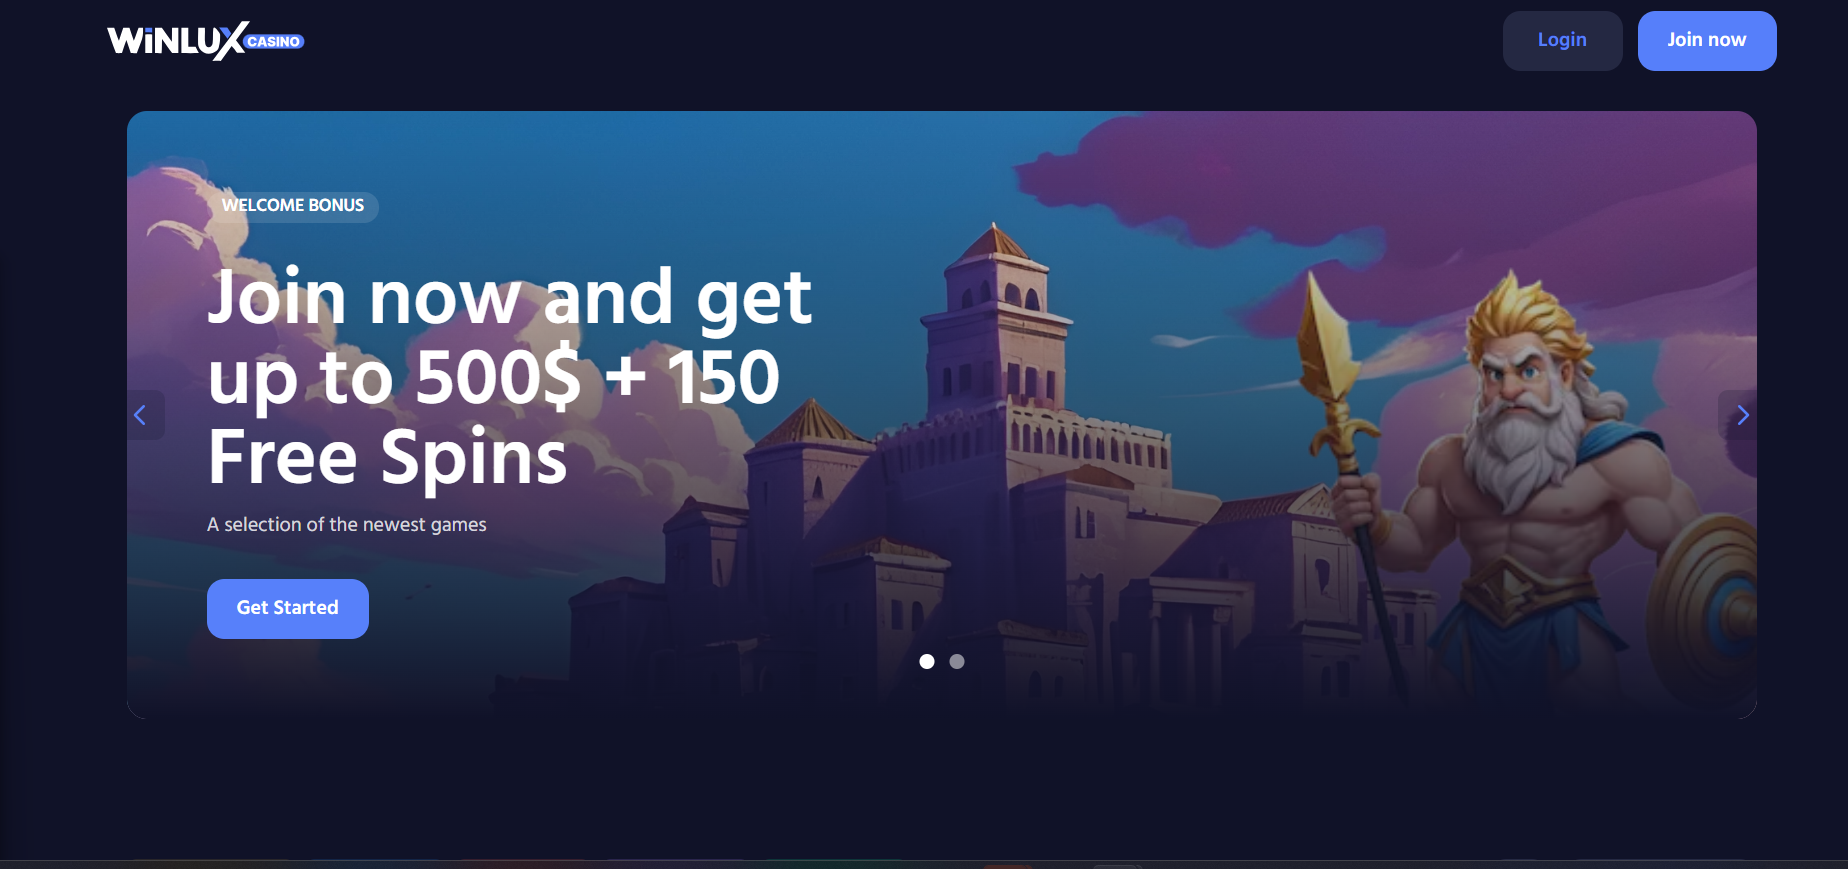 WiNLUX CASINO
Login
Join now
WELCOME BONUS
Join now and get
up to 500$ + 150
Free Spins
A selection of the newest games
Get Started